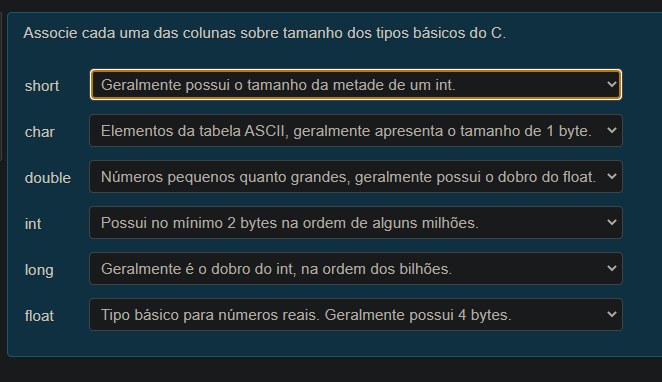 Associe cada uma das colunas sobre tamanho dos tipos básicos do C.
short Geralmente possui o tamanho da metade de um int.
char Elementos da tabela ASCII, geralmente apresenta o tamanho de 1 byte.
double Números pequenos quanto grandes, geralmente possui o dobro do float.
int Possui no mínimo 2 bytes na ordem de alguns milhões.
long Geralmente é o dobro do int, na ordem dos bilhões.
float Tipo básico para números reais. Geralmente possui 4 bytes.